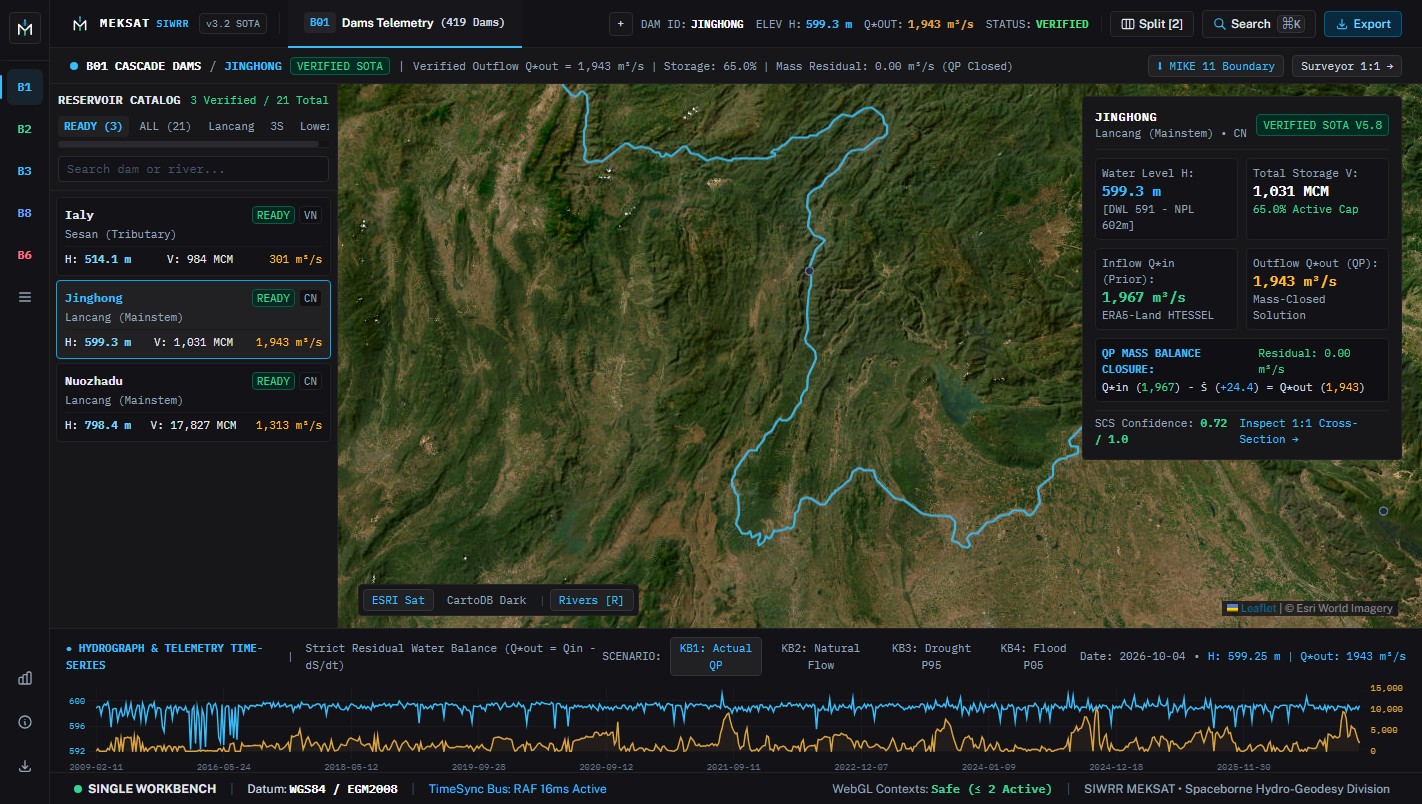 MEKSAT SIWRR v3.2 SOTA B01 Dams Telemetry (419 Dams) + DAM ID: JINGHONG ELEV H: 599.3 m Q*OUT: 1,943 m³/s STATUS: VERIFIED Split [2] Search ⌘K Export
B01 CASCADE DAMS / JINGHONG VERIFIED SOTA | Verified Outflow Q*out = 1,943 m³/s | Storage: 65.0% | Mass Residual: 0.00 m³/s (QP Closed) ⬇ MIKE 11 Boundary Surveyor 1:1 →
B1
B2
B3
B8
B6
RESERVOIR CATALOG 3 Verified / 21 Total
READY (3) ALL (21) Lancang 3S Lower
Search dam or river...
Ialy READY VN
Sesan (Tributary)
H: 514.1 m V: 984 MCM 301 m³/s
Jinghong READY CN
Lancang (Mainstem)
H: 599.3 m V: 1,031 MCM 1,943 m³/s
Nuozhadu READY CN
Lancang (Mainstem)
H: 798.4 m V: 17,827 MCM 1,313 m³/s
JINGHONG
Lancang (Mainstem) • CN
VERIFIED SOTA V5.8
Water Level H:
599.3 m
[DWL 591 - NPL
602m]
Total Storage V:
1,031 MCM
65.0% Active Cap
Inflow Q*in
(Prior):
1,967 m³/s
ERA5-Land HTESSEL
Outflow Q*out (QP):
1,943 m³/s
Mass-Closed
Solution
QP MASS BALANCE
CLOSURE:
Residual: 0.00
m³/s
Q*in (1,967) - Ṡ (+24.4) = Q*out (1,943)
SCS Confidence: 0.72
/ 1.0
Inspect 1:1 Cross-
Section →
ESRI Sat CartoDB Dark | Rivers [R]
Leaflet | © Esri World Imagery
● HYDROGRAPH & TELEMETRY TIME-
SERIES
|
Strict Residual Water Balance (Q*out = Qin -
dS/dt)
SCENARIO:
KB1: Actual
QP
KB2: Natural
Flow
KB3: Drought
P95
KB4: Flood
P05
Date: 2026-10-04 • H: 599.25 m | Q*out: 1943 m³/s
600
596
592
15,000
10,000
5,000
0
2009-02-11 2016-05-24 2018-05-12 2019-09-28 2020-09-12 2021-09-11 2022-12-07 2024-01-09 2024-12-18 2025-11-30
SINGLE WORKBENCH | Datum: WGS84 / EGM2008 | TimeSync Bus: RAF 16ms Active WebGL Contexts: Safe (≤ 2 Active) | SIWRR MEKSAT • Spaceborne Hydro-Geodesy Division